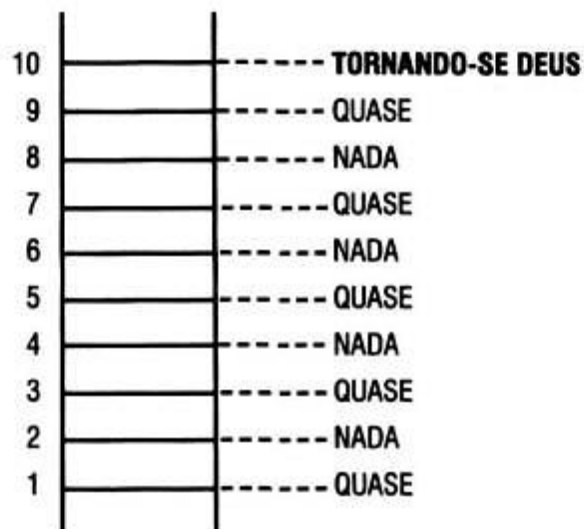 10 TORNANDO-SE DEUS
9 QUASE
8 NADA
7 QUASE
6 NADA
5 QUASE
4 NADA
3 QUASE
2 NADA
1 QUASE